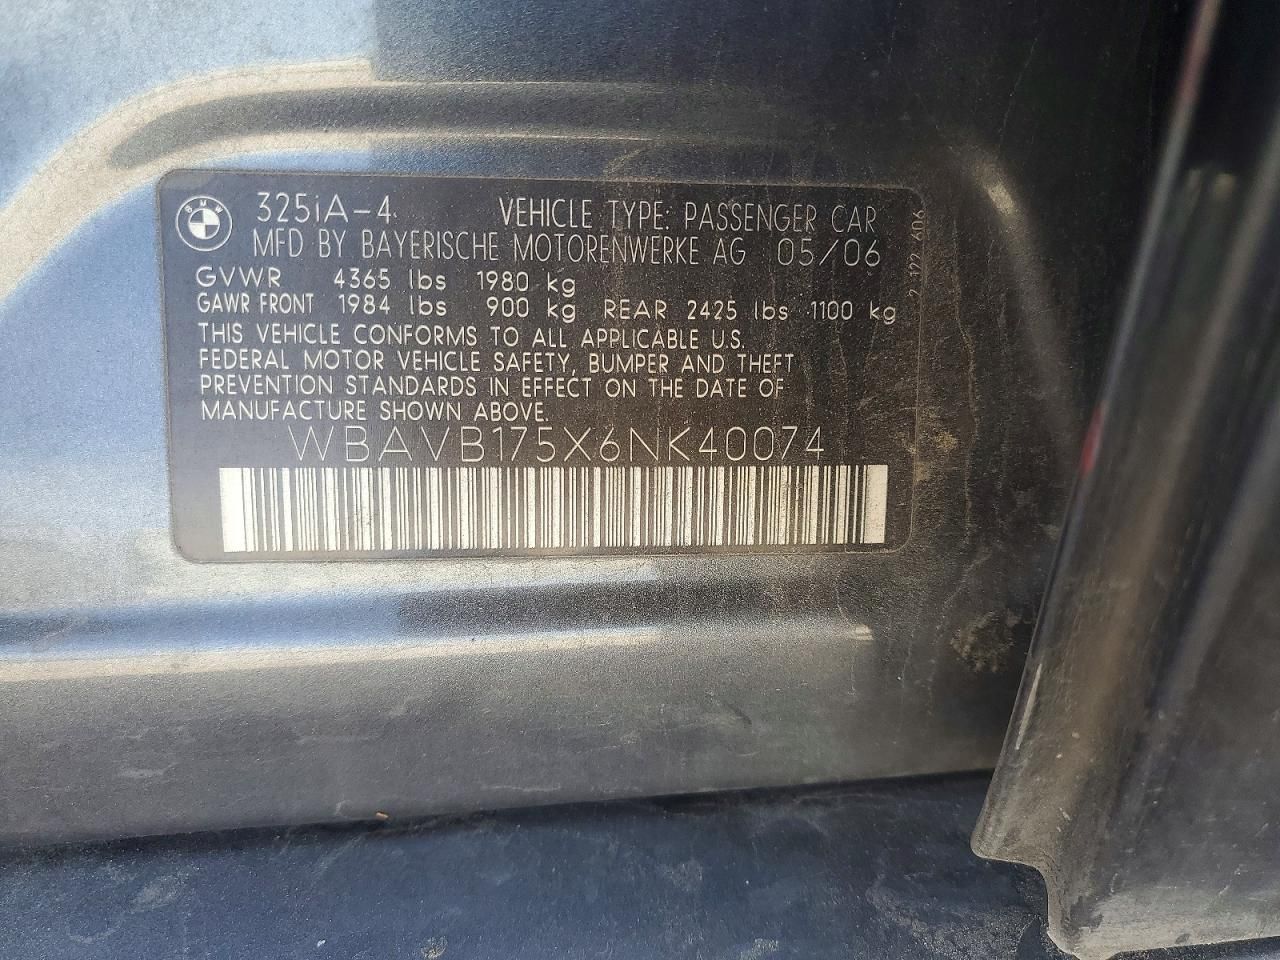 BMW
325iA-4
VEHICLE TYPE: PASSENGER CAR
MFD BY BAYERISCHE MOTORENWERKE AG 05/06
GVWR 4365 lbs 1980 kg
GAWR FRONT 1984 lbs 900 kg REAR 2425 lbs 1100 kg
THIS VEHICLE CONFORMS TO ALL APPLICABLE U.S.
FEDERAL MOTOR VEHICLE SAFETY, BUMPER AND THEFT
PREVENTION STANDARDS IN EFFECT ON THE DATE OF
MANUFACTURE SHOWN ABOVE.
WBAVB175X6NK40074